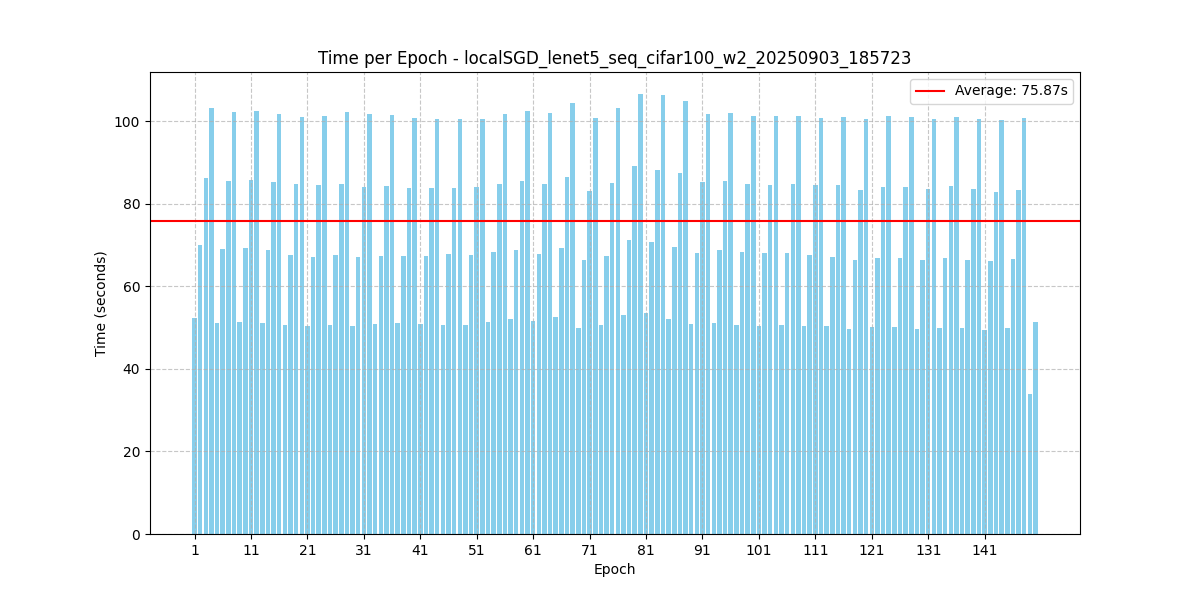 Time per Epoch - localSGD_lenet5_seq_cifar100_w2_20250903_185723
Average: 75.87s
Time (seconds)
100
80
60
40
20
0
1 11 21 31 41 51 61 71 81 91 101 111 121 131 141
Epoch